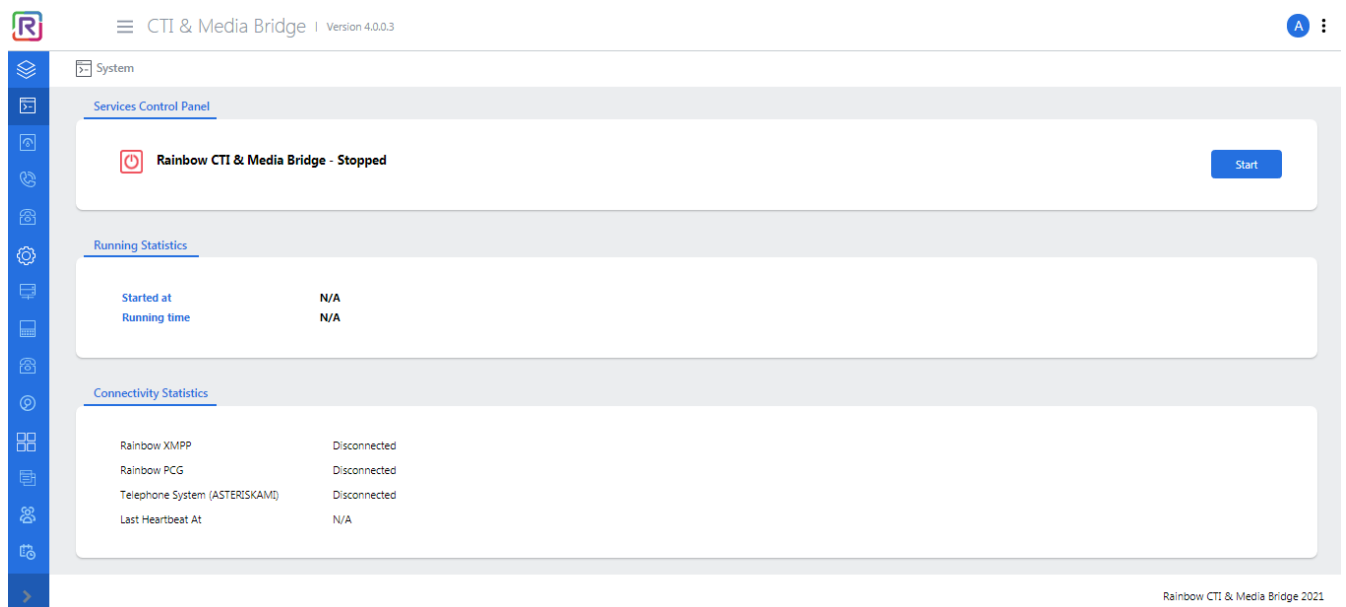 R
CTI & Media Bridge | Version 4.0.0.3
A
System
Services Control Panel
Rainbow CTI & Media Bridge - Stopped
Start
Running Statistics
Started at N/A
Running time N/A
Connectivity Statistics
Rainbow XMPP Disconnected
Rainbow PCG Disconnected
Telephone System (ASTERISKAMI) Disconnected
Last Heartbeat At N/A
Rainbow CTI & Media Bridge 2021